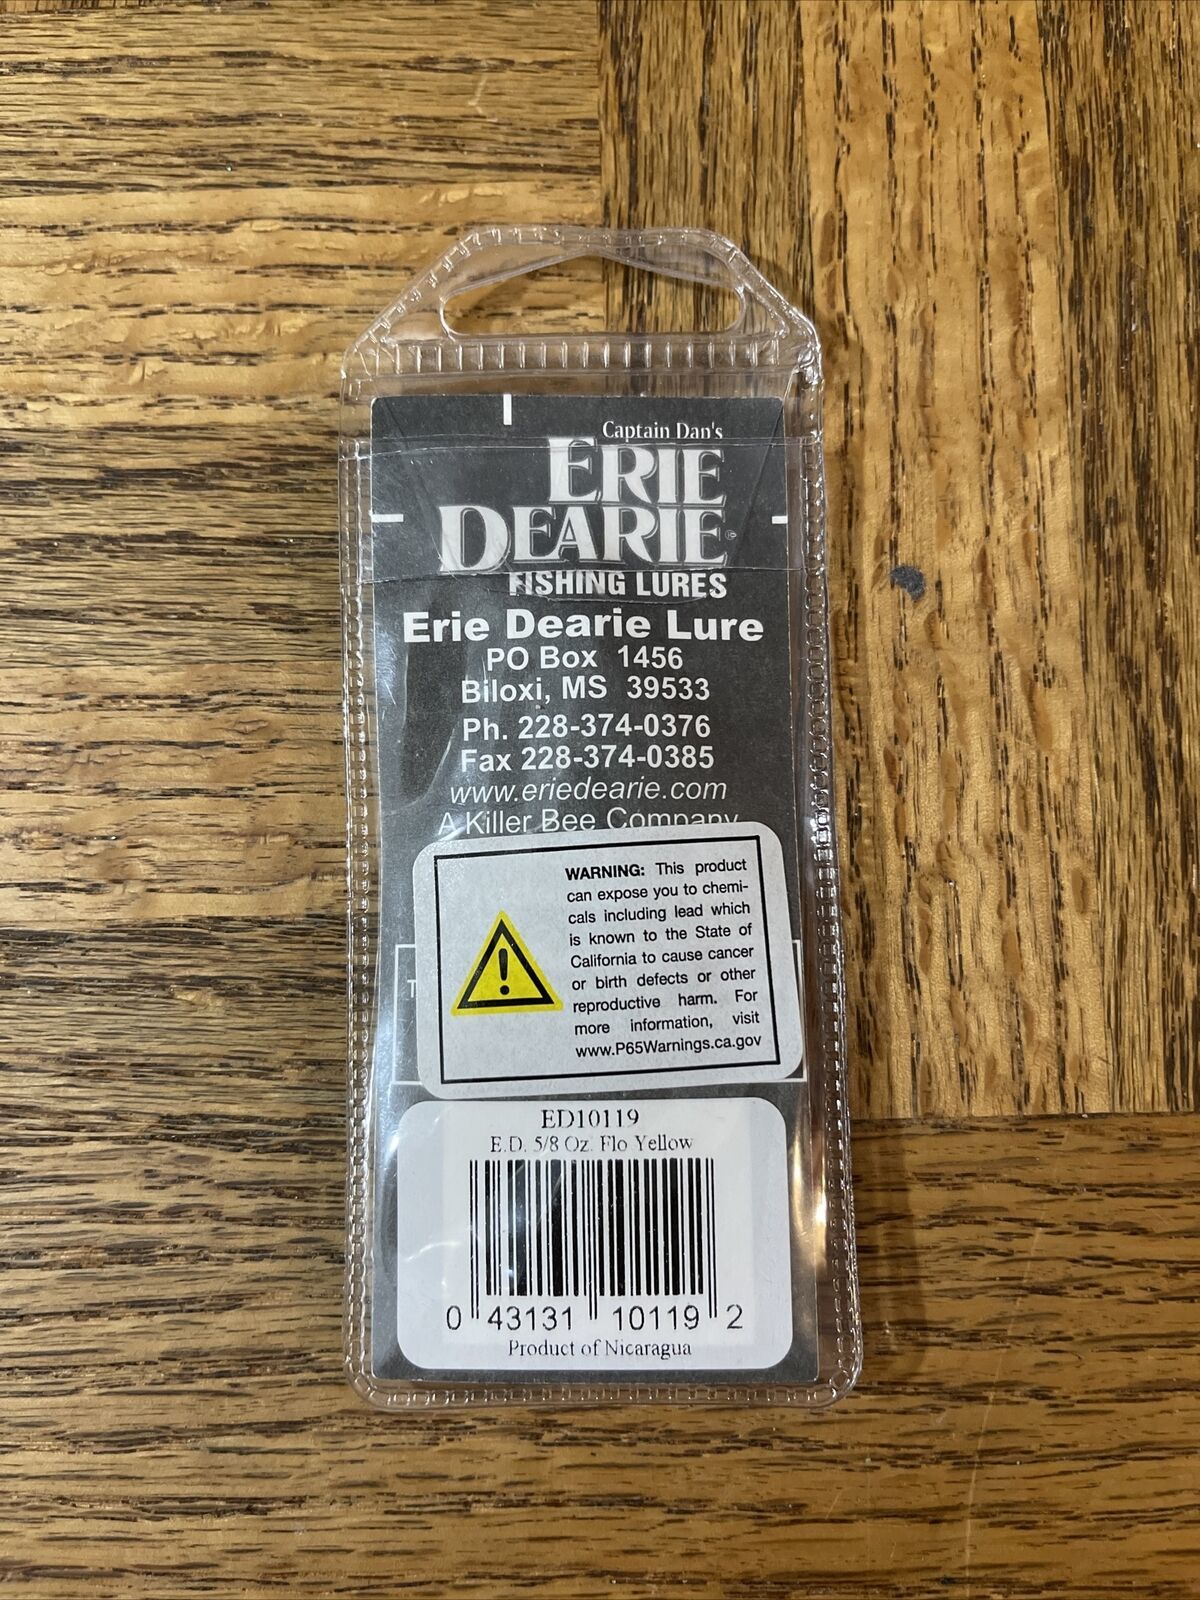 Captain Dan's
ERIE
DEARIE
FISHING LURES
Erie Dearie Lure
PO Box 1456
Biloxi, MS 39533
Ph. 228-374-0376
Fax 228-374-0385
www.eriedearie.com
A Killer Bee Company
WARNING: This product
can expose you to chemi-
cals including lead which
is known to the State of
California to cause cancer
or birth defects or other
reproductive harm. For
more information, visit
www.P65Warnings.ca.gov
ED10119
E.D. 5/8 Oz. Flo Yellow
0 43131 10119 2
Product of Nicaragua